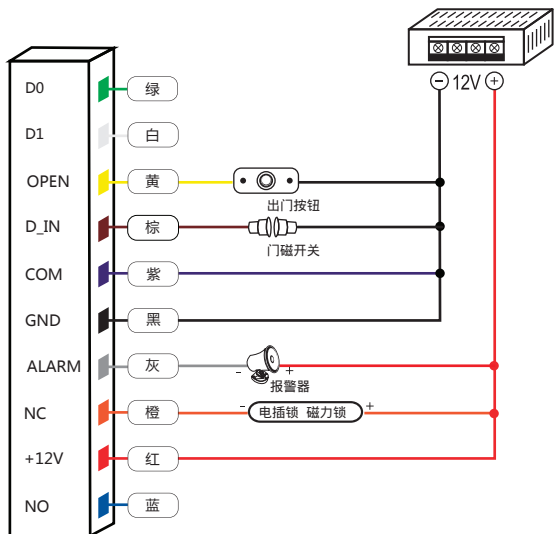 12V
D0 绿
D1 白
OPEN 黄
出门按钮
D_IN 棕
门磁开关
COM 紫
GND 黑
ALARM 灰 - +
报警器
NC 橙 - 电插锁 磁力锁 +
+12V 红
NO 蓝